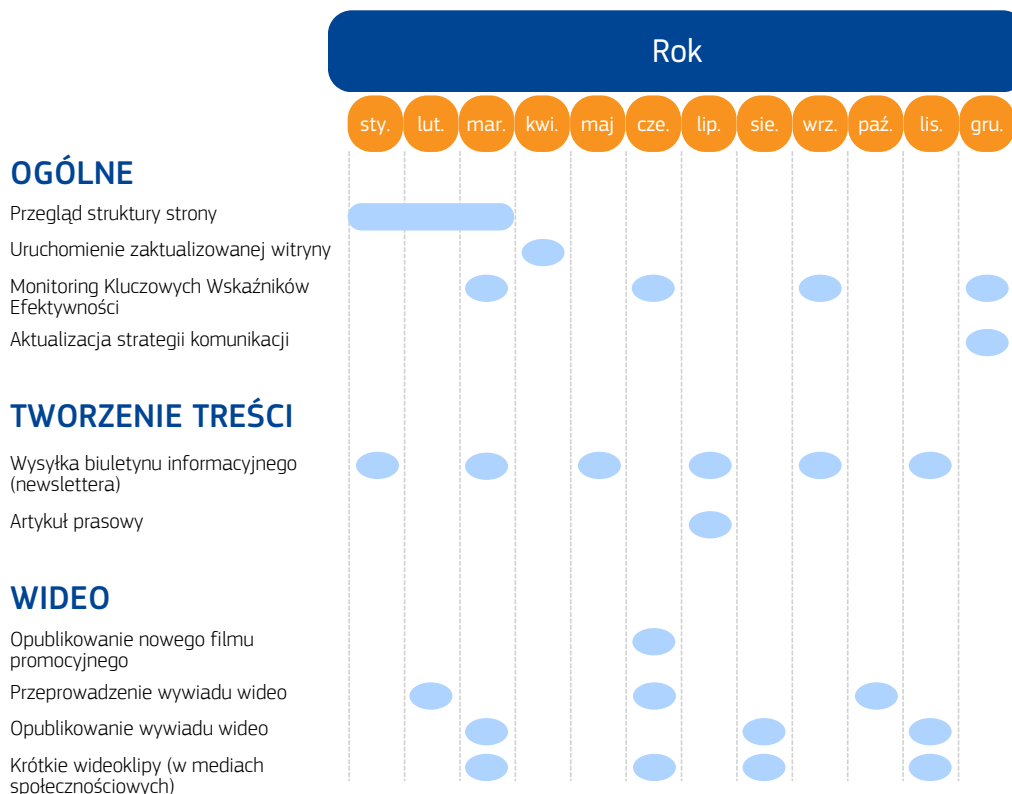 Rok
sty. lut. mar. kwi. maj cze. lip. sie. wrz. paź. lis. gru.
OGÓLNE
Przegląd struktury strony
Uruchomienie zaktualizowanej witryny
Monitoring Kluczowych Wskaźników
Efektywności
Aktualizacja strategii komunikacji
TWORZENIE TREŚCI
Wysyłka biuletynu informacyjnego
(newslettera)
Artykuł prasowy
WIDEO
Opublikowanie nowego filmu
promocyjnego
Przeprowadzenie wywiadu wideo
Opublikowanie wywiadu wideo
Krótkie wideoklipy (w mediach
społecznościowych)